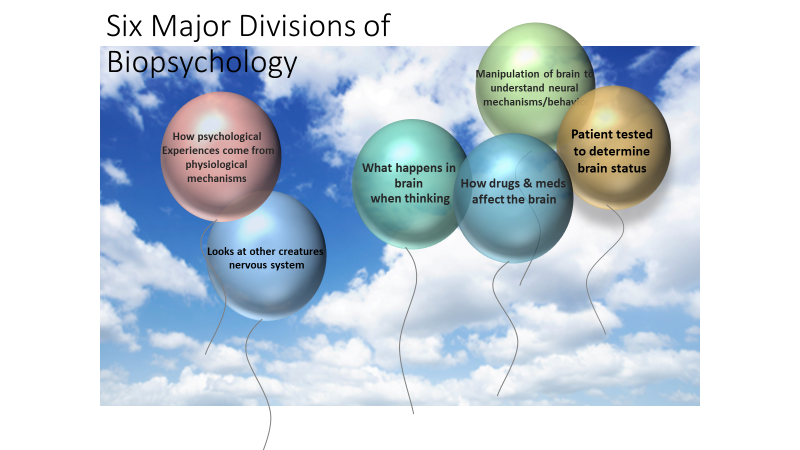 Six Major Divisions of
Biopsychology
How psychological
Experiences come from
physiological
mechanisms
Looks at other creatures
nervous system
What happens in
brain
when thinking
Manipulation of brain to
understand neural
mechanisms/behavi
How drugs & meds
affect the brain
Patient tested
to determine
brain status